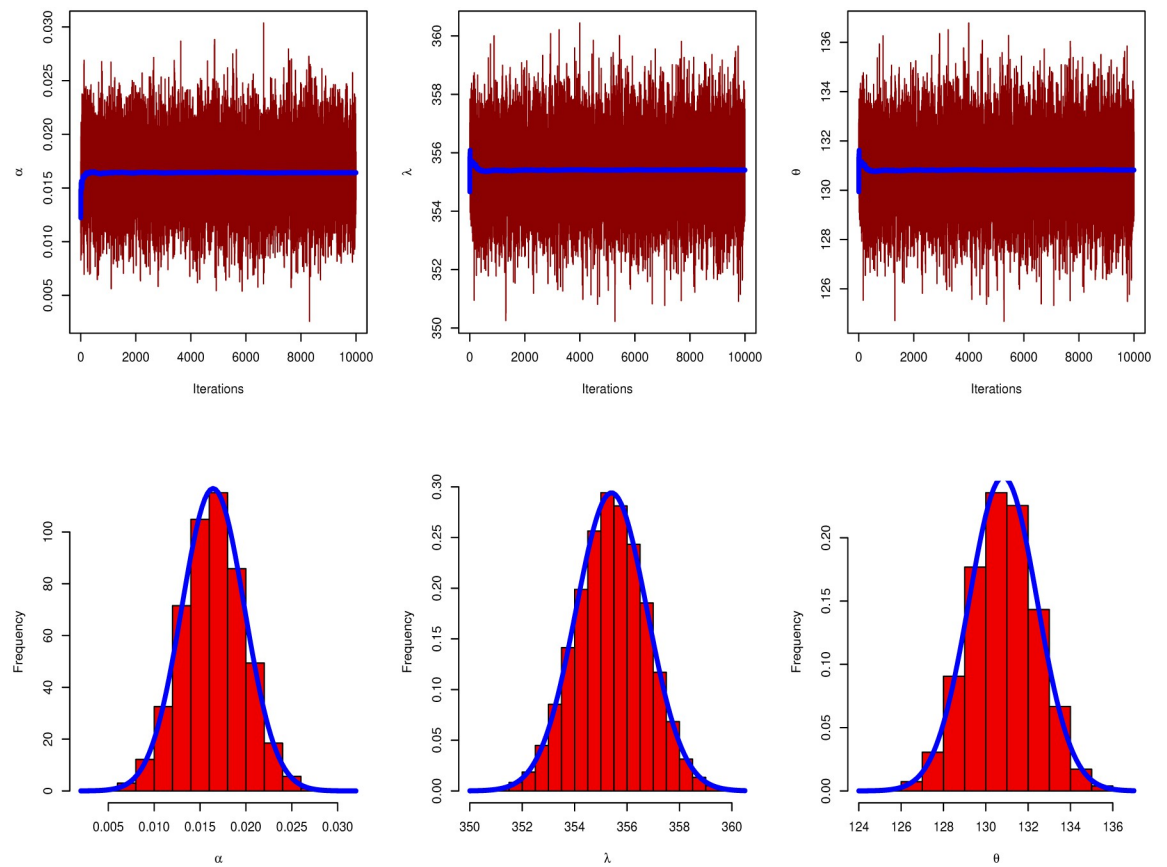 0.005 0.010 0.015 0.020 0.025 0.030
α
0 2000 4000 6000 8000 10000
Iterations
350 352 354 356 358 360
λ
0 2000 4000 6000 8000 10000
Iterations
126 128 130 132 134 136
θ
0 2000 4000 6000 8000 10000
Iterations
0 20 40 60 80 100
Frequency
0.005 0.010 0.015 0.020 0.025 0.030
α
0.00 0.05 0.10 0.15 0.20 0.25 0.30
Frequency
350 352 354 356 358 360
λ
0.00 0.05 0.10 0.15 0.20
Frequency
124 126 128 130 132 134 136
θ